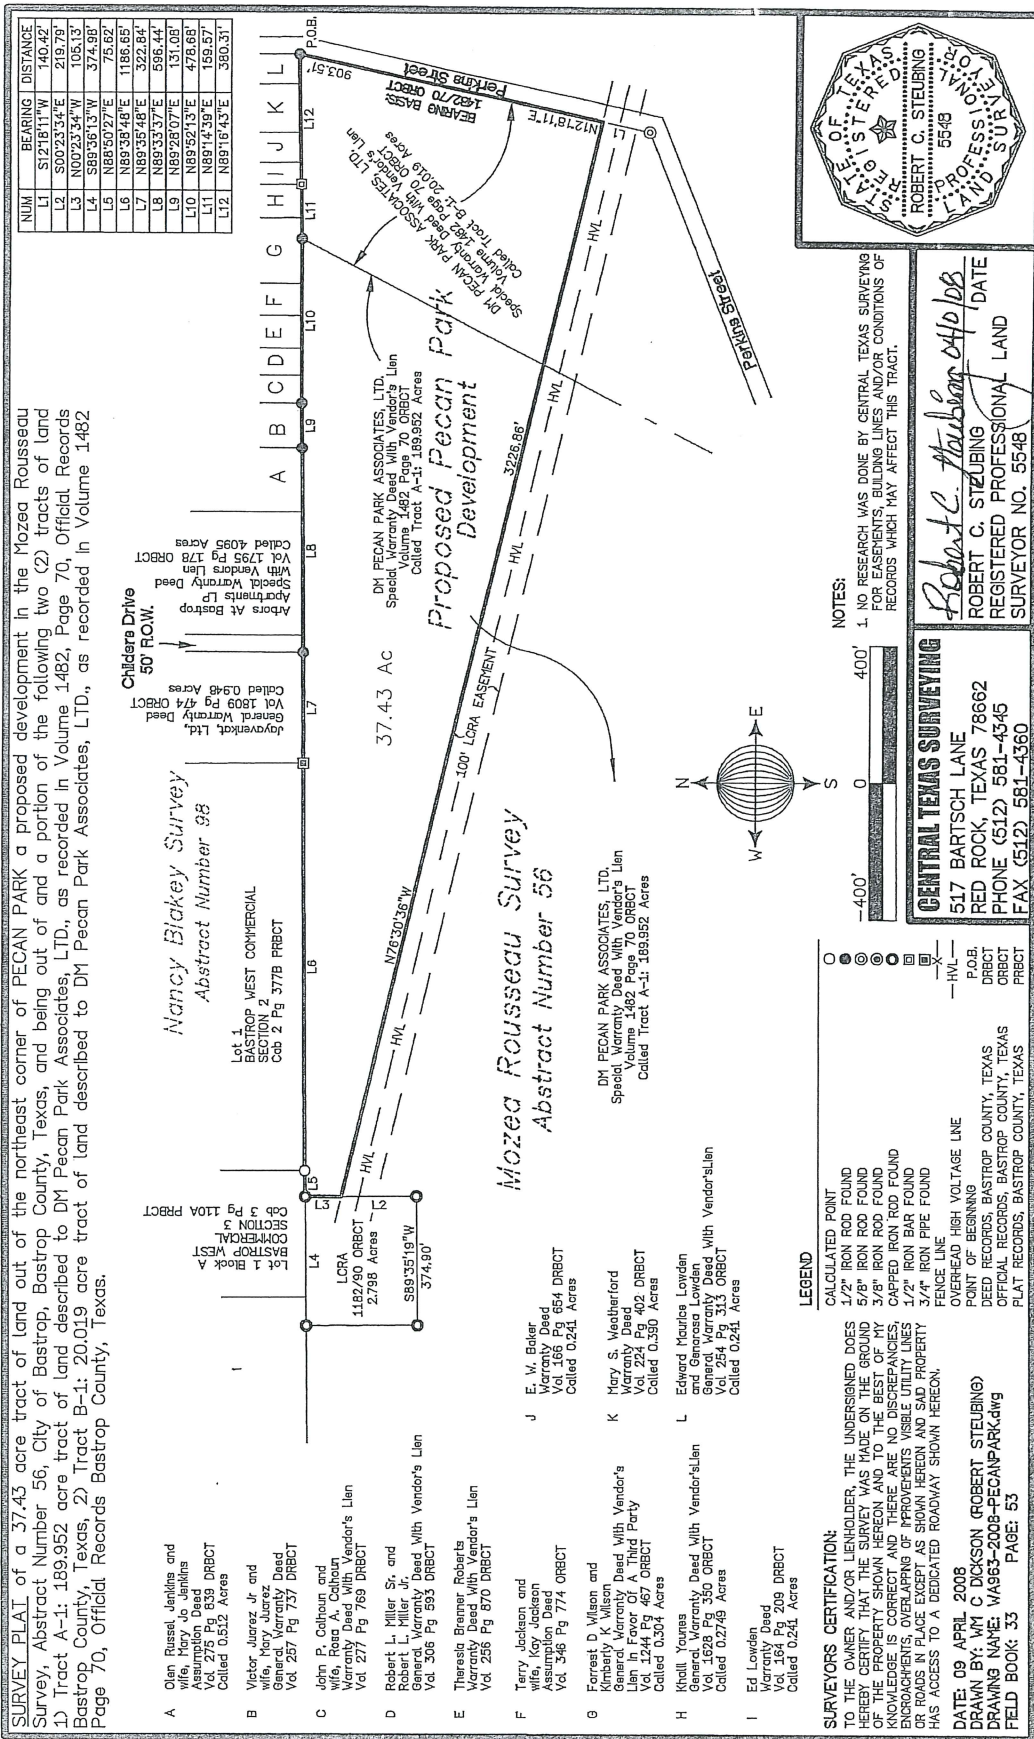 SURVEY PLAT of a 37.43 acre tract of land out of the northeast corner of PECAN PARK a proposed development in the Mozea Rousseau
Survey, Abstract Number 56, City of Bastrop, Bastrop County, Texas, and being out of and a portion of the following two (2) tracts of land
1) Tract A-1: 189.952 acre tract of land described to DM Pecan Park Associates, LTD., as recorded in Volume 1482, Page 70, Official Records
Bastrop County, Texas, 2) Tract B-1: 20.019 acre tract of land described to DM Pecan Park Associates, LTD., as recorded in Volume 1482
Page 70, Official Records Bastrop County, Texas.
NUM BEARING DISTANCE
L1 S12°18'11"W 140.42'
L2 S00°23'34"E 219.79'
L3 N00°23'34"W 105.13'
L4 S89°36'13"W 374.98'
L5 N88°50'27"E 75.62'
L6 N89°38'48"E 1186.65'
L7 N89°35'48"E 322.84'
L8 N89°33'37"E 596.44'
L9 N89°28'07"E 131.08'
L10 N89°52'13"E 478.68'
L11 N89°14'39"E 159.57'
L12 N89°16'43"E 380.31'
A
Olen Russel Jenkins and
wife, Mary Jo Jenkins
Assumption Deed
Vol 275 Pg 839 DRBCT
Called 0.512 Acres
B
Victor Juarez Jr and
wife, Mary Juarez
General Warranty Deed
Vol 267 Pg 737 DRBCT
C
John P. Calhoun and
wife, Rosa A. Calhoun
Warranty Deed With Vendor's Lien
Vol 277 Pg 769 DRBCT
D
Robert L. Miller Sr. and
Robert L. Miller Jr.
General Warranty Deed With Vendor's Lien
Vol 306 Pg 593 DRBCT
E
Theresia Brenner Roberts
Warranty Deed With Vendor's Lien
Vol 256 Pg 870 DRBCT
F
Terry Jackson and
wife, Kay Jackson
Assumption Deed
Vol 346 Pg 774 ORBCT
G
Forrest D Wilson and
Kimberly K Wilson
General Warranty Deed With Vendor's
Lien In Favor Of A Third Party
Vol 1244 Pg 467 ORBCT
Called 0.304 Acres
H
Khalil Younes
General Warranty Deed With Vendor'sLien
Vol 1628 Pg 350 ORBCT
Called 0.2749 Acres
I
Ed Lowden
Warranty Deed
Vol 164 Pg 209 DRBCT
Called 0.241 Acres
J
E. W. Baker
Warranty Deed
Vol 166 Pg 654 DRBCT
Called 0.241 Acres
K
Mary S. Weatherford
Warranty Deed
Vol 224 Pg 402 DRBCT
Called 0.390 Acres
L
Edward Maurice Lowden
and Genarosa Lowden
General Warranty Deed With Vendor'sLien
Vol 254 Pg 313 DRBCT
Called 0.241 Acres
1
Lot 1 Block A
BASTROP WEST
COMMERCIAL
SECTION 3
Cab 3 Pg 110A PRBCT
Nancy Blakey Survey
Abstract Number 98
Lot 1
BASTROP WEST COMMERCIAL
SECTION 2
Cab 2 Pg 377B PRBCT
Jayavenkat, Ltd.,
General Warranty Deed
Vol 1809 Pg 474 ORBCT
Called 0.948 Acres
Childers Drive
50' R.O.W.
Arbors At Bastrop
Apartments LP
Special Warranty Deed
With Vendors Lien
Vol 1795 Pg 178 ORBCT
Called 4.095 Acres
A B C D E F G H I J K L
L4 L5 L6 L7 L8 L9 L10 L11 L12
P.O.B.
L3
L2
LCRA
1182/90 ORBCT
2.798 Acres
S89°35'19"W
374.90'
HVL
N76°30'36"W
HVL
100' LCRA EASEMENT
3226.86'
HVL
HVL
HVL
37.43 Ac
DM PECAN PARK ASSOCIATES, LTD.
Special Warranty Deed With Vendor's Lien
Volume 1482 Page 70 ORBCT
Called Tract A-1: 189.952 Acres
Proposed Pecan Park
Development
DM PECAN PARK ASSOCIATES, LTD.
Special Warranty Deed With Vendor's Lien
Volume 1482 Page 70 ORBCT
Called Tract B-1: 20.019 Acres
903.51'
BEARING BASIS:
1482/70 ORBCT
N12°18'11"E
Perkins Street
L1
Perkins Street
Mozea Rousseau Survey
Abstract Number 56
DM PECAN PARK ASSOCIATES, LTD.
Special Warranty Deed With Vendor's Lien
Volume 1482 Page 70 ORBCT
Called Tract A-1: 189.952 Acres
N
W E
S
-400' 0 400'
NOTES:
1. NO RESEARCH WAS DONE BY CENTRAL TEXAS SURVEYING
FOR EASEMENTS, BUILDING LINES AND/OR CONDITIONS OF
RECORDS WHICH MAY AFFECT THIS TRACT.
SURVEYORS CERTIFICATION:
TO THE OWNER AND/OR LIENHOLDER, THE UNDERSIGNED DOES
HEREBY CERTIFY THAT THE SURVEY WAS MADE ON THE GROUND
OF THE PROPERTY SHOWN HEREON AND TO THE BEST OF MY
KNOWLEDGE IS CORRECT AND THERE ARE NO DISCREPANCIES,
ENCROACHMENTS, OVERLAPING OF IMPROVEMENTS VISIBLE UTILITY LINES
OR ROADS IN PLACE EXCEPT AS SHOWN HEREON AND SAID PROPERTY
HAS ACCESS TO A DEDICATED ROADWAY SHOWN HEREON.
DATE: 09 APRIL 2008
DRAWN BY: WM C DICKSON (ROBERT STEUBING)
DRAWING NAME: WA963-2008-PECANPARK.dwg
FIELD BOOK: 33 PAGE: 53
LEGEND
CALCULATED POINT
1/2" IRON ROD FOUND
5/8" IRON ROD FOUND
3/8" IRON ROD FOUND
CAPPED IRON ROD FOUND
1/2" IRON BAR FOUND
3/4" IRON PIPE FOUND
FENCE LINE —X—
OVERHEAD HIGH VOLTAGE LINE —HVL—
POINT OF BEGINNING P.O.B.
DEED RECORDS, BASTROP COUNTY, TEXAS DRBCT
OFFICIAL RECORDS, BASTROP COUNTY, TEXAS ORBCT
PLAT RECORDS, BASTROP COUNTY, TEXAS PRBCT
CENTRAL TEXAS SURVEYING
517 BARTSCH LANE
RED ROCK, TEXAS 78662
PHONE (512) 581-4345
FAX (512) 581-4360
Robert C. Steubing 04/10/08
ROBERT C. STEUBING DATE
REGISTERED PROFESSIONAL LAND
SURVEYOR NO. 5548
STATE OF TEXAS
REGISTERED
ROBERT C. STEUBING
5548
PROFESSIONAL
LAND SURVEYOR